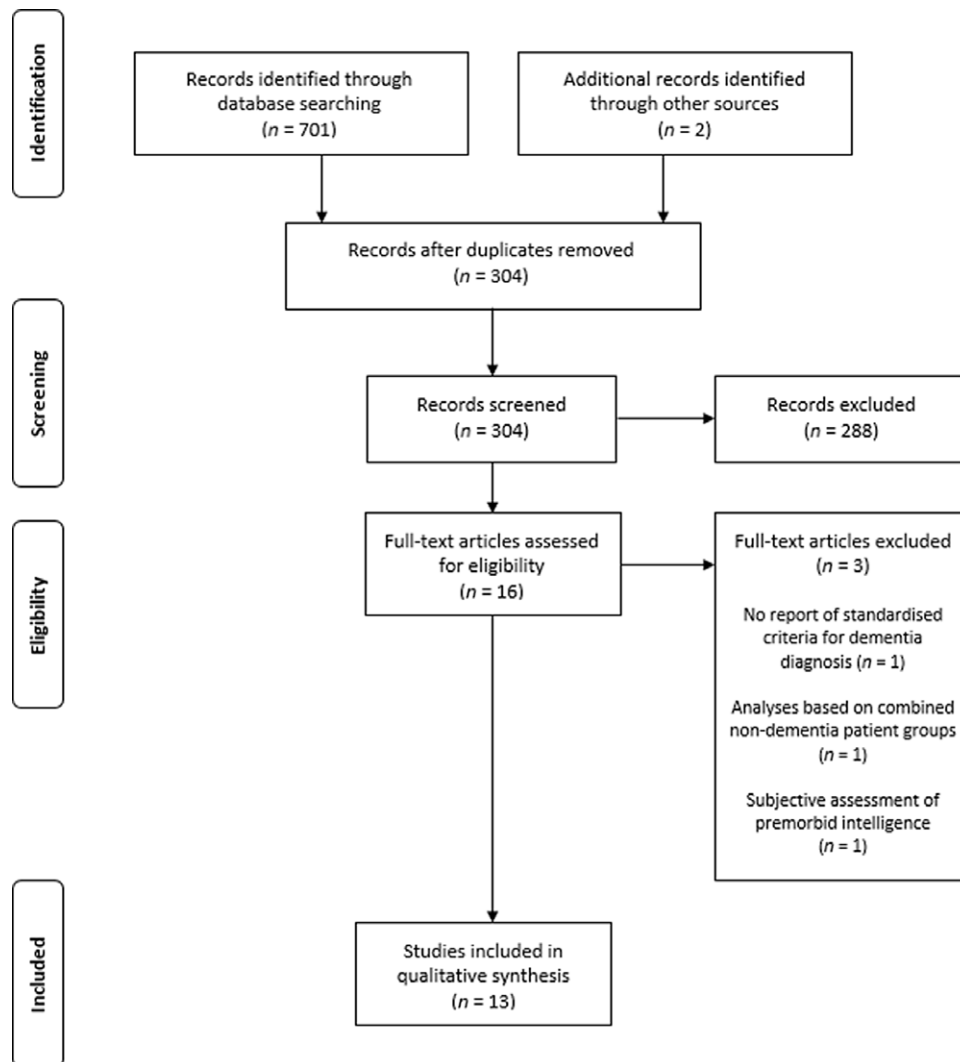 Identification
Records identified through
database searching
(n = 701)
Additional records identified
through other sources
(n = 2)
Records after duplicates removed
(n = 304)
Screening
Records screened
(n = 304)
Records excluded
(n = 288)
Eligibility
Full-text articles assessed
for eligibility
(n = 16)
Full-text articles excluded
(n = 3)
No report of standardised
criteria for dementia
diagnosis (n = 1)
Analyses based on combined
non-dementia patient groups
(n = 1)
Subjective assessment of
premorbid intelligence
(n = 1)
Included
Studies included in
qualitative synthesis
(n = 13)